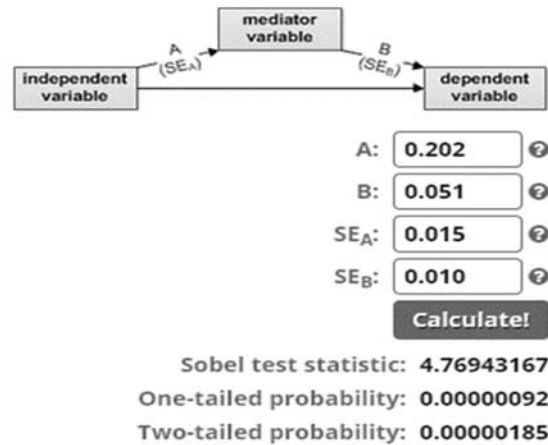 mediator
variable
A
(SEA)
B
(SEB)
independent
variable
dependent
variable
A: 0.202 ?
B: 0.051 ?
SEA: 0.015 ?
SEB: 0.010 ?
Calculate!
Sobel test statistic: 4.76943167
One-tailed probability: 0.00000092
Two-tailed probability: 0.00000185